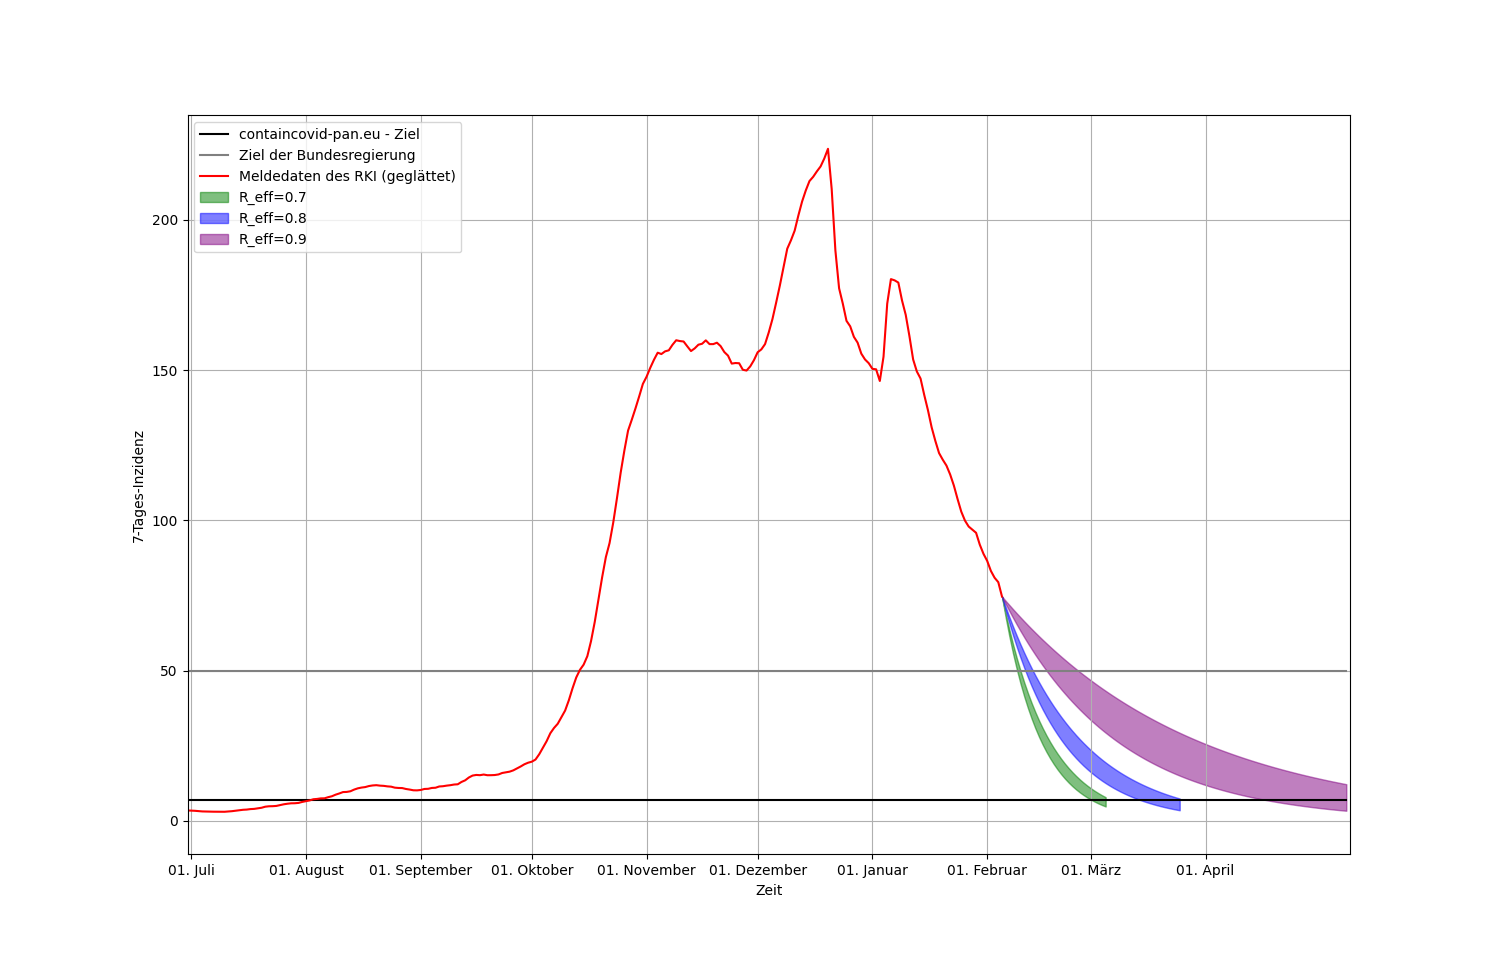 containcovid-pan.eu - Ziel
Ziel der Bundesregierung
Meldedaten des RKI (geglättet)
R_eff=0.7
R_eff=0.8
R_eff=0.9
7-Tages-Inzidenz
200
150
100
50
0
01. Juli 01. August 01. September 01. Oktober 01. November 01. Dezember 01. Januar 01. Februar 01. März 01. April
Zeit